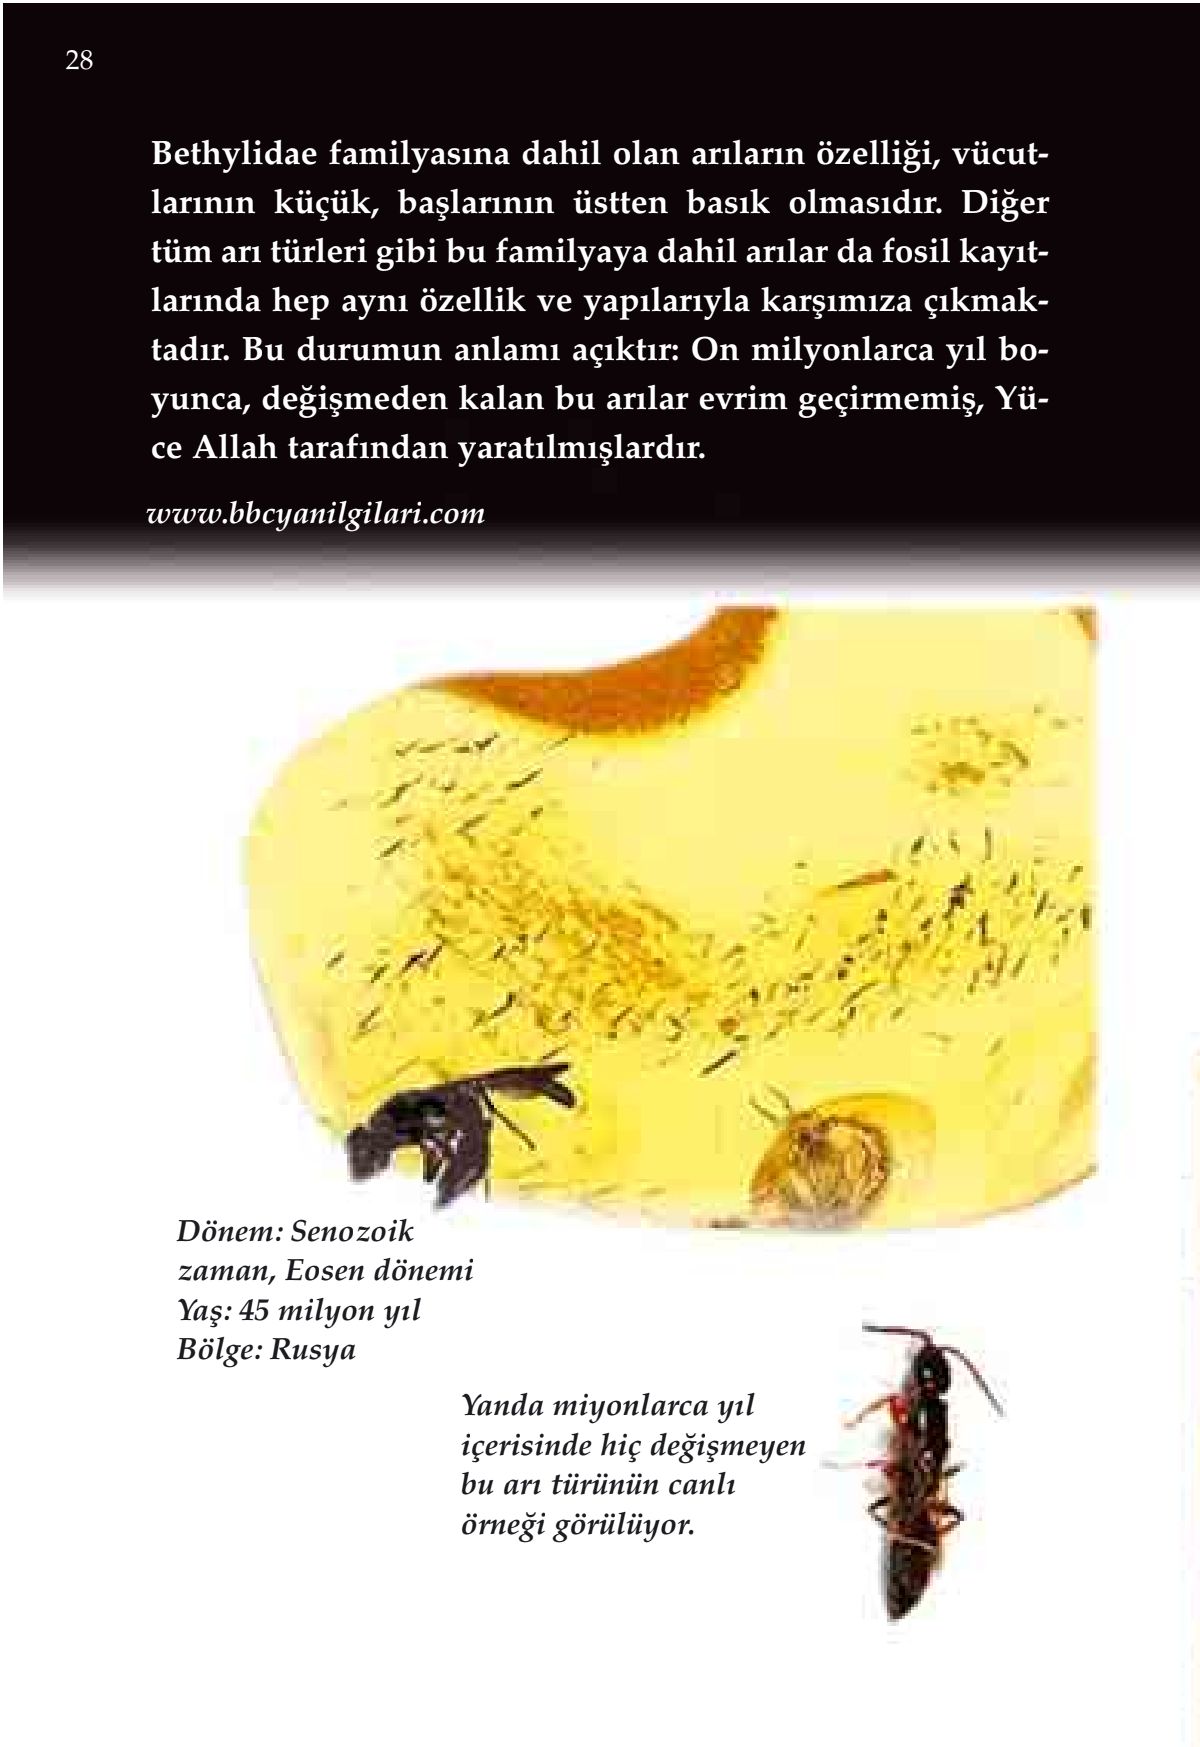 28
Bethylidae familyasına dahil olan arıların özelliği, vücut-
larının küçük, başlarının üstten basık olmasıdır. Diğer
tüm arı türleri gibi bu familyaya dahil arılar da fosil kayıt-
larında hep aynı özellik ve yapılarıyla karşımıza çıkmak-
tadır. Bu durumun anlamı açıktır: On milyonlarca yıl bo-
yunca, değişmeden kalan bu arılar evrim geçirmemiş, Yü-
ce Allah tarafından yaratılmışlardır.
www.bbcyanilgilari.com
Dönem: Senozoik
zaman, Eosen dönemi
Yaş: 45 milyon yıl
Bölge: Rusya
Yanda miyonlarca yıl
içerisinde hiç değişmeyen
bu arı türünün canlı
örneği görülüyor.